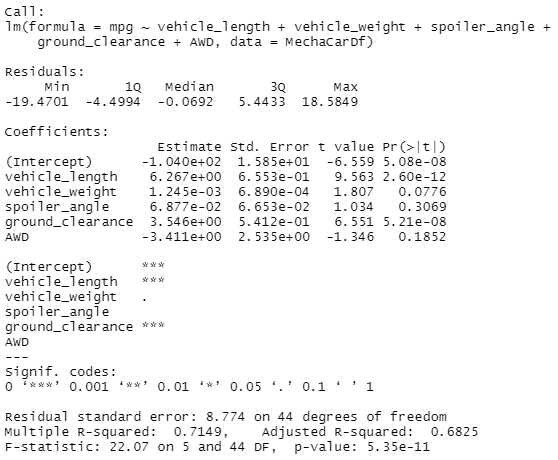 Call:
lm(formula = mpg ~ vehicle_length + vehicle_weight + spoiler_angle +
    ground_clearance + AWD, data = MechaCarDf)

Residuals:
     Min       1Q   Median       3Q      Max
-19.4701  -4.4994  -0.0692   5.4433  18.5849

Coefficients:
                   Estimate Std. Error t value Pr(>|t|)
(Intercept)      -1.040e+02  1.585e+01  -6.559 5.08e-08
vehicle_length    6.267e+00  6.553e-01   9.563 2.60e-12
vehicle_weight    1.245e-03  6.890e-04   1.807   0.0776
spoiler_angle     6.877e-02  6.653e-02   1.034   0.3069
ground_clearance  3.546e+00  5.412e-01   6.551 5.21e-08
AWD              -3.411e+00  2.535e+00  -1.346   0.1852

(Intercept)      ***
vehicle_length   ***
vehicle_weight   .
spoiler_angle
ground_clearance ***
AWD
---
Signif. codes:
0 ‘***’ 0.001 ‘**’ 0.01 ‘*’ 0.05 ‘.’ 0.1 ‘ ’ 1

Residual standard error: 8.774 on 44 degrees of freedom
Multiple R-squared:  0.7149,    Adjusted R-squared:  0.6825
F-statistic: 22.07 on 5 and 44 DF,  p-value: 5.35e-11